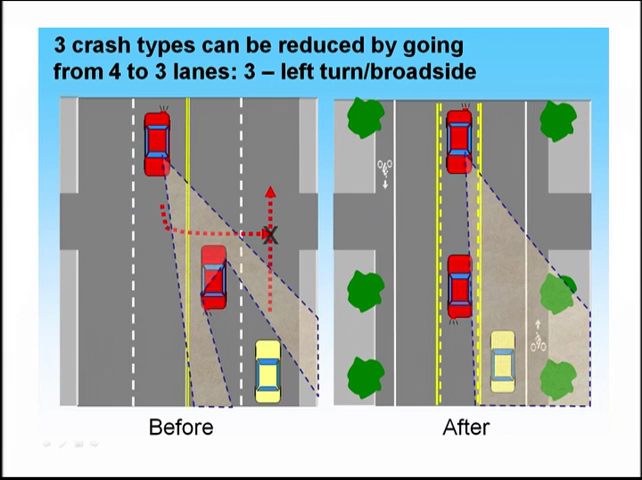 3 crash types can be reduced by going
from 4 to 3 lanes: 3 – left turn/broadside
X
Before
After